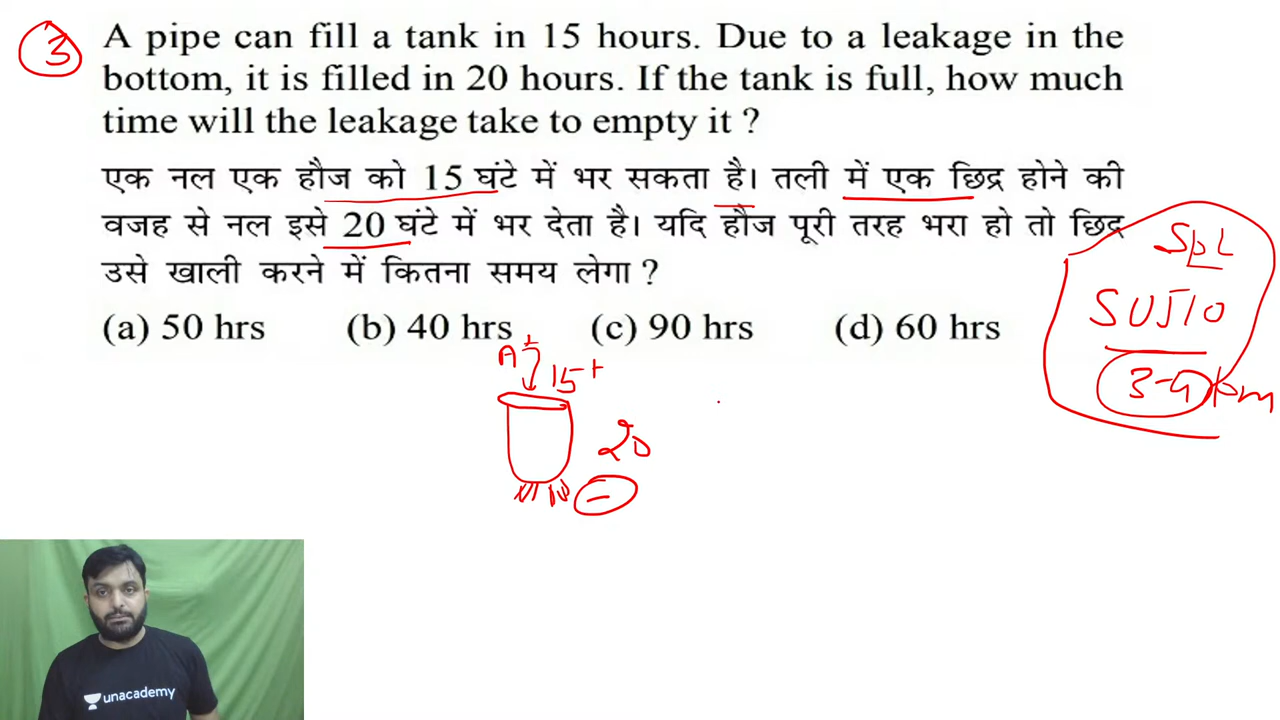 3
A pipe can fill a tank in 15 hours. Due to a leakage in the
bottom, it is filled in 20 hours. If the tank is full, how much
time will the leakage take to empty it ?
एक नल एक हौज को 15 घंटे में भर सकता है। तली में एक छिद्र होने की
वजह से नल इसे 20 घंटे में भर देता है। यदि हौज पूरी तरह भरा हो तो छिद्र
उसे खाली करने में कितना समय लेगा ?
(a) 50 hrs (b) 40 hrs (c) 90 hrs (d) 60 hrs
Spl
SUJ10
A+
15+
20
−
unacademy